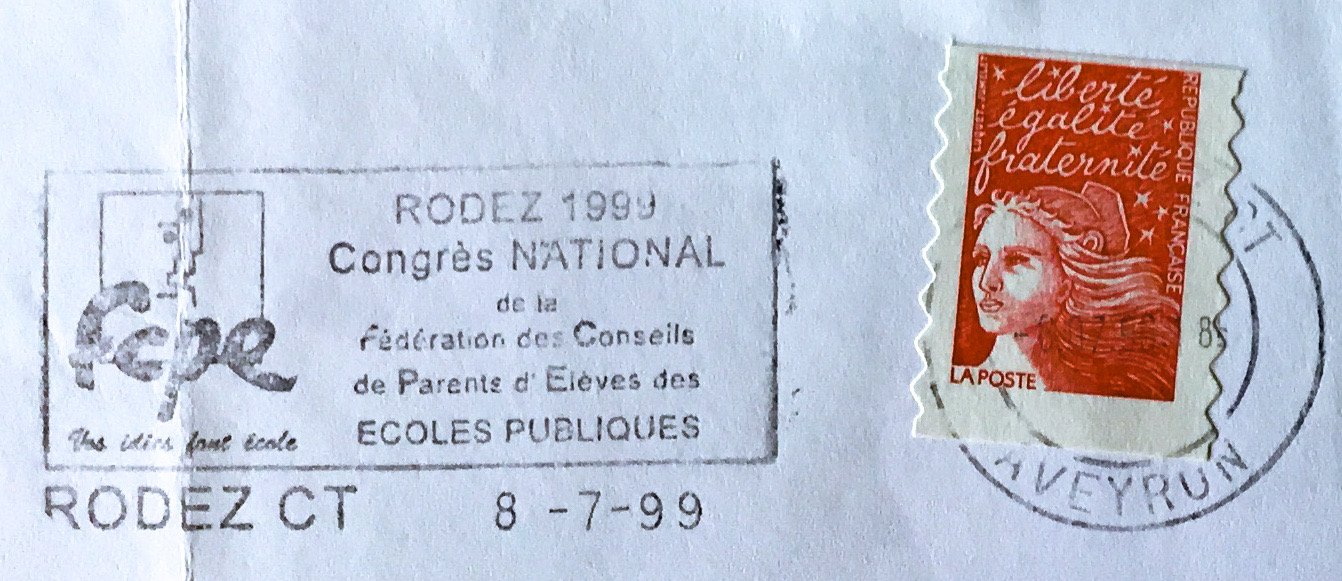 RODEZ 1999
Congrès NATIONAL
de la
Fédération des Conseils
de Parents d' Elèves des
ECOLES PUBLIQUES
fcpe
idées font école
RODEZ CT 8 -7-99
liberté
égalité
fraternité
RÉPUBLIQUE FRANÇAISE
LA POSTE
CT
AVEYRON